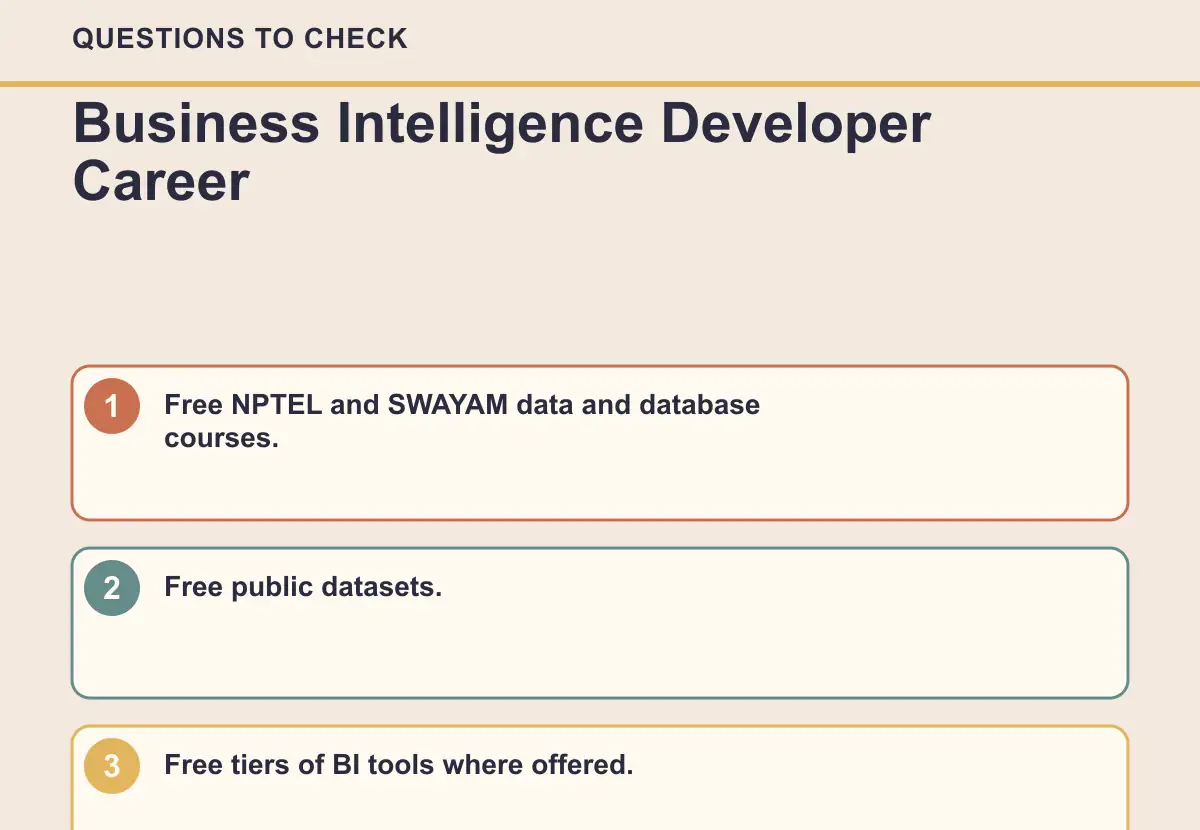 QUESTIONS TO CHECK
Business Intelligence Developer
Career
1
Free NPTEL and SWAYAM data and database
courses.
2
Free public datasets.
3
Free tiers of BI tools where offered.